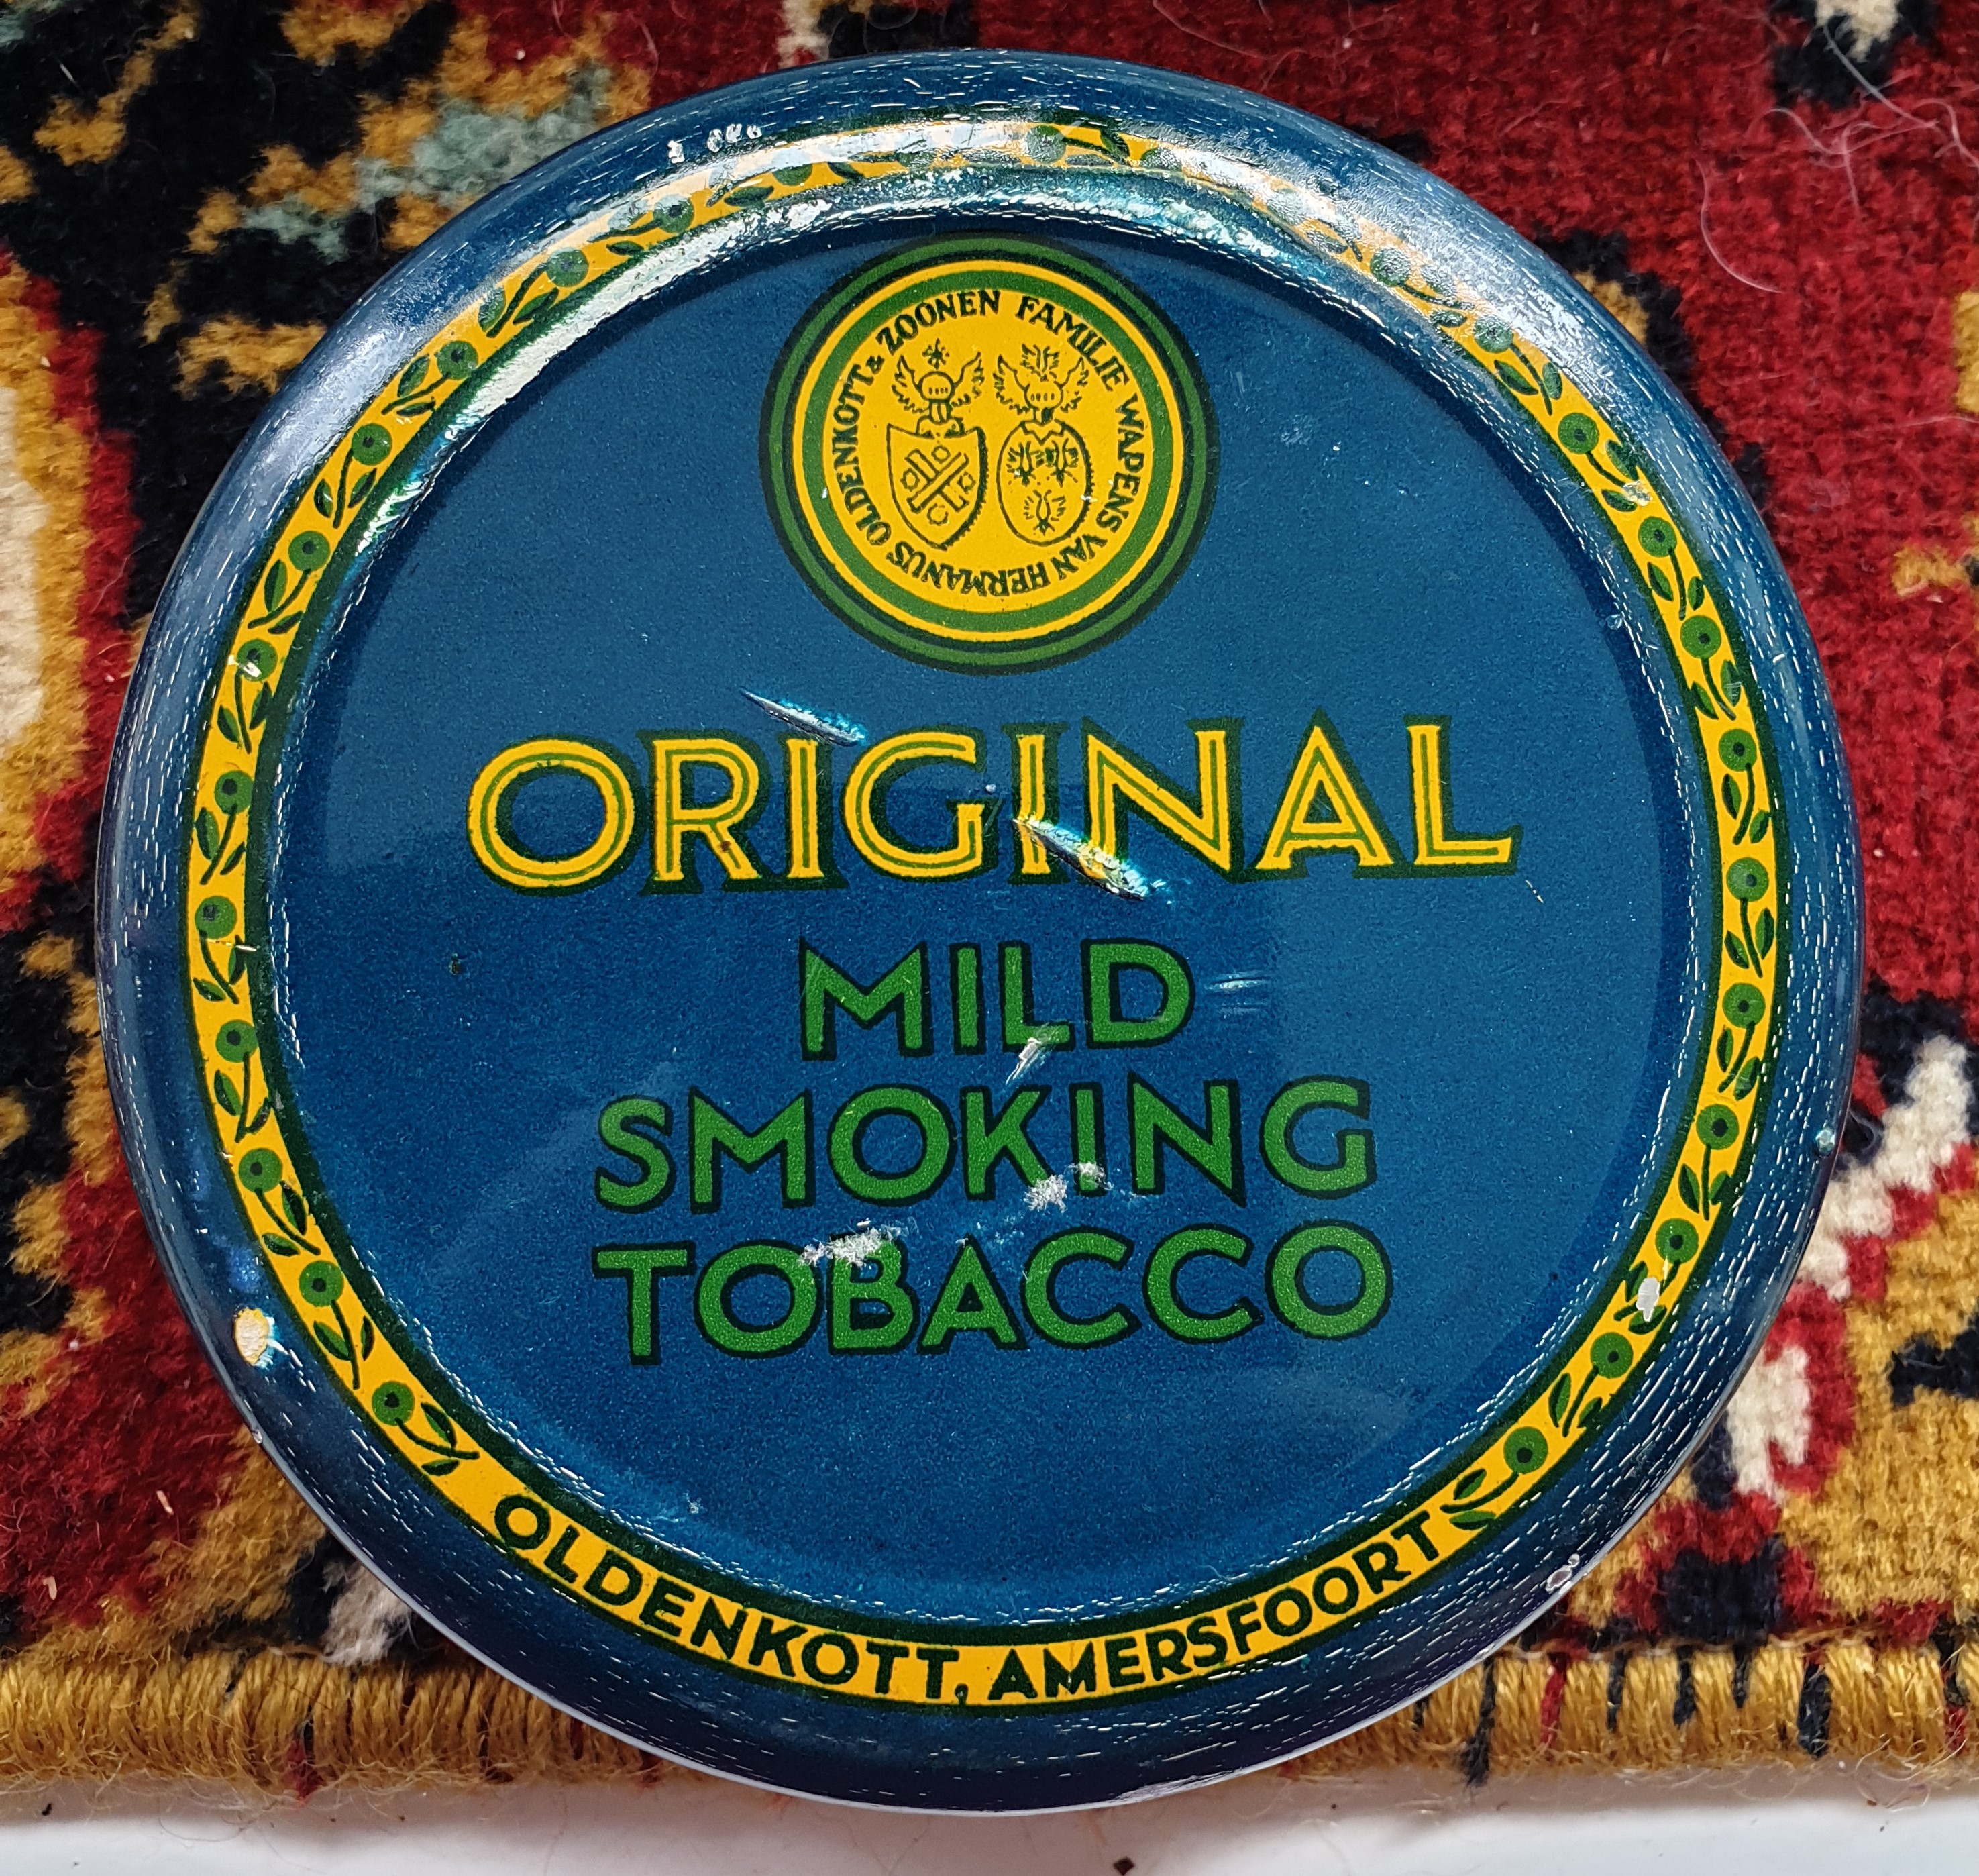 FAMILIE WAPENS VAN HERMANUS OLDENKOTT & ZOONEN
ORIGINAL
MILD
SMOKING
TOBACCO
OLDENKOTT, AMERSFOORT